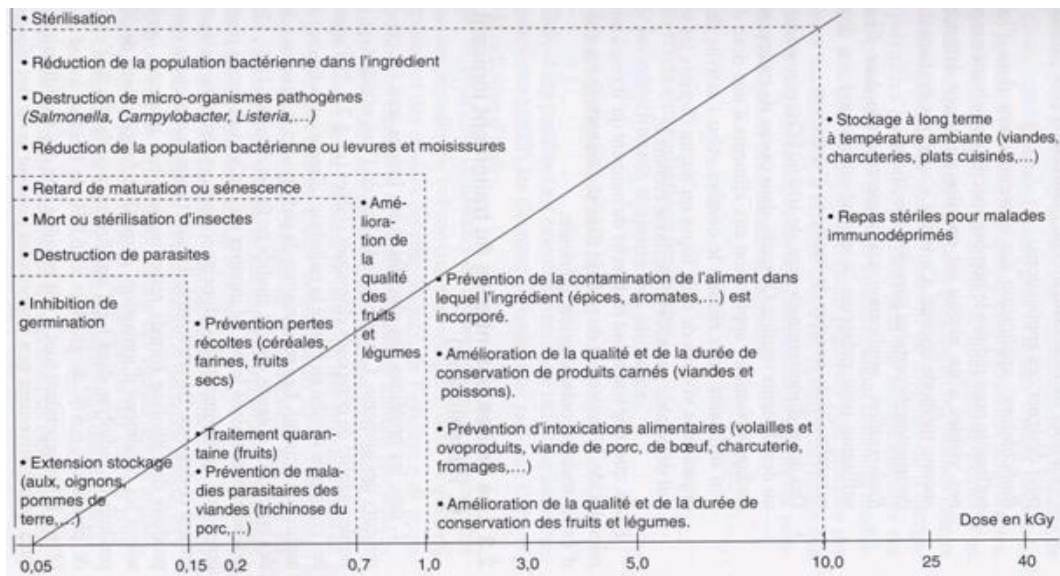 • Stérilisation
• Réduction de la population bactérienne dans l'ingrédient
• Destruction de micro-organismes pathogènes
(Salmonella, Campylobacter, Listeria,…)
• Réduction de la population bactérienne ou levures et moisissures
• Retard de maturation ou sénescence
• Mort ou stérilisation d'insectes
• Destruction de parasites
• Inhibition de
germination
• Extension stockage
(aulx, oignons,
pommes de
terre,…)
• Prévention pertes
récoltes (céréales,
farines, fruits
secs)
• Traitement quaran-
taine (fruits)
• Prévention de mala-
dies parasitaires des
viandes (trichinose du
porc,…)
• Amé-
liora-
tion de
la
qualité
des
fruits
et
légumes
• Prévention de la contamination de l'aliment dans
lequel l'ingrédient (épices, aromates,…) est
incorporé.
• Amélioration de la qualité et de la durée de
conservation de produits carnés (viandes et
poissons).
• Prévention d'intoxications alimentaires (volailles et
ovoproduits, viande de porc, de bœuf, charcuterie,
fromages,…)
• Amélioration de la qualité et de la durée de
conservation des fruits et légumes.
• Stockage à long terme
à température ambiante (viandes,
charcuteries, plats cuisinés,…)
• Repas stériles pour malades
immunodéprimés
Dose en kGy
0,05 0,15 0,2 0,7 1,0 3,0 5,0 10,0 25 40